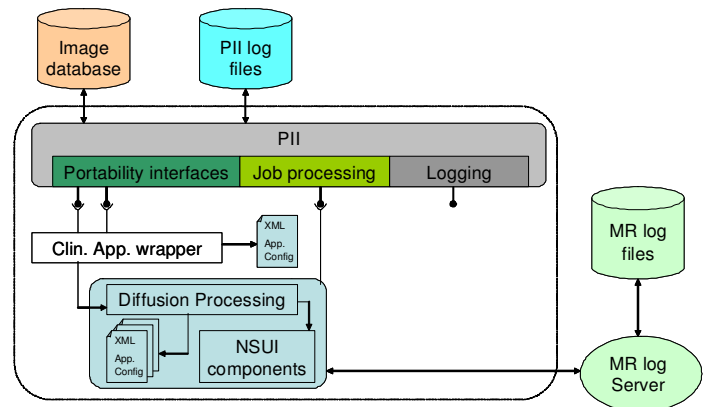 Image
database
PII log
files
PII
Portability interfaces
Job processing
Logging
Clin. App. wrapper
XML
App.
Config
MR log
files
Diffusion Processing
XML
App.
Config
NSUI
components
MR log
Server